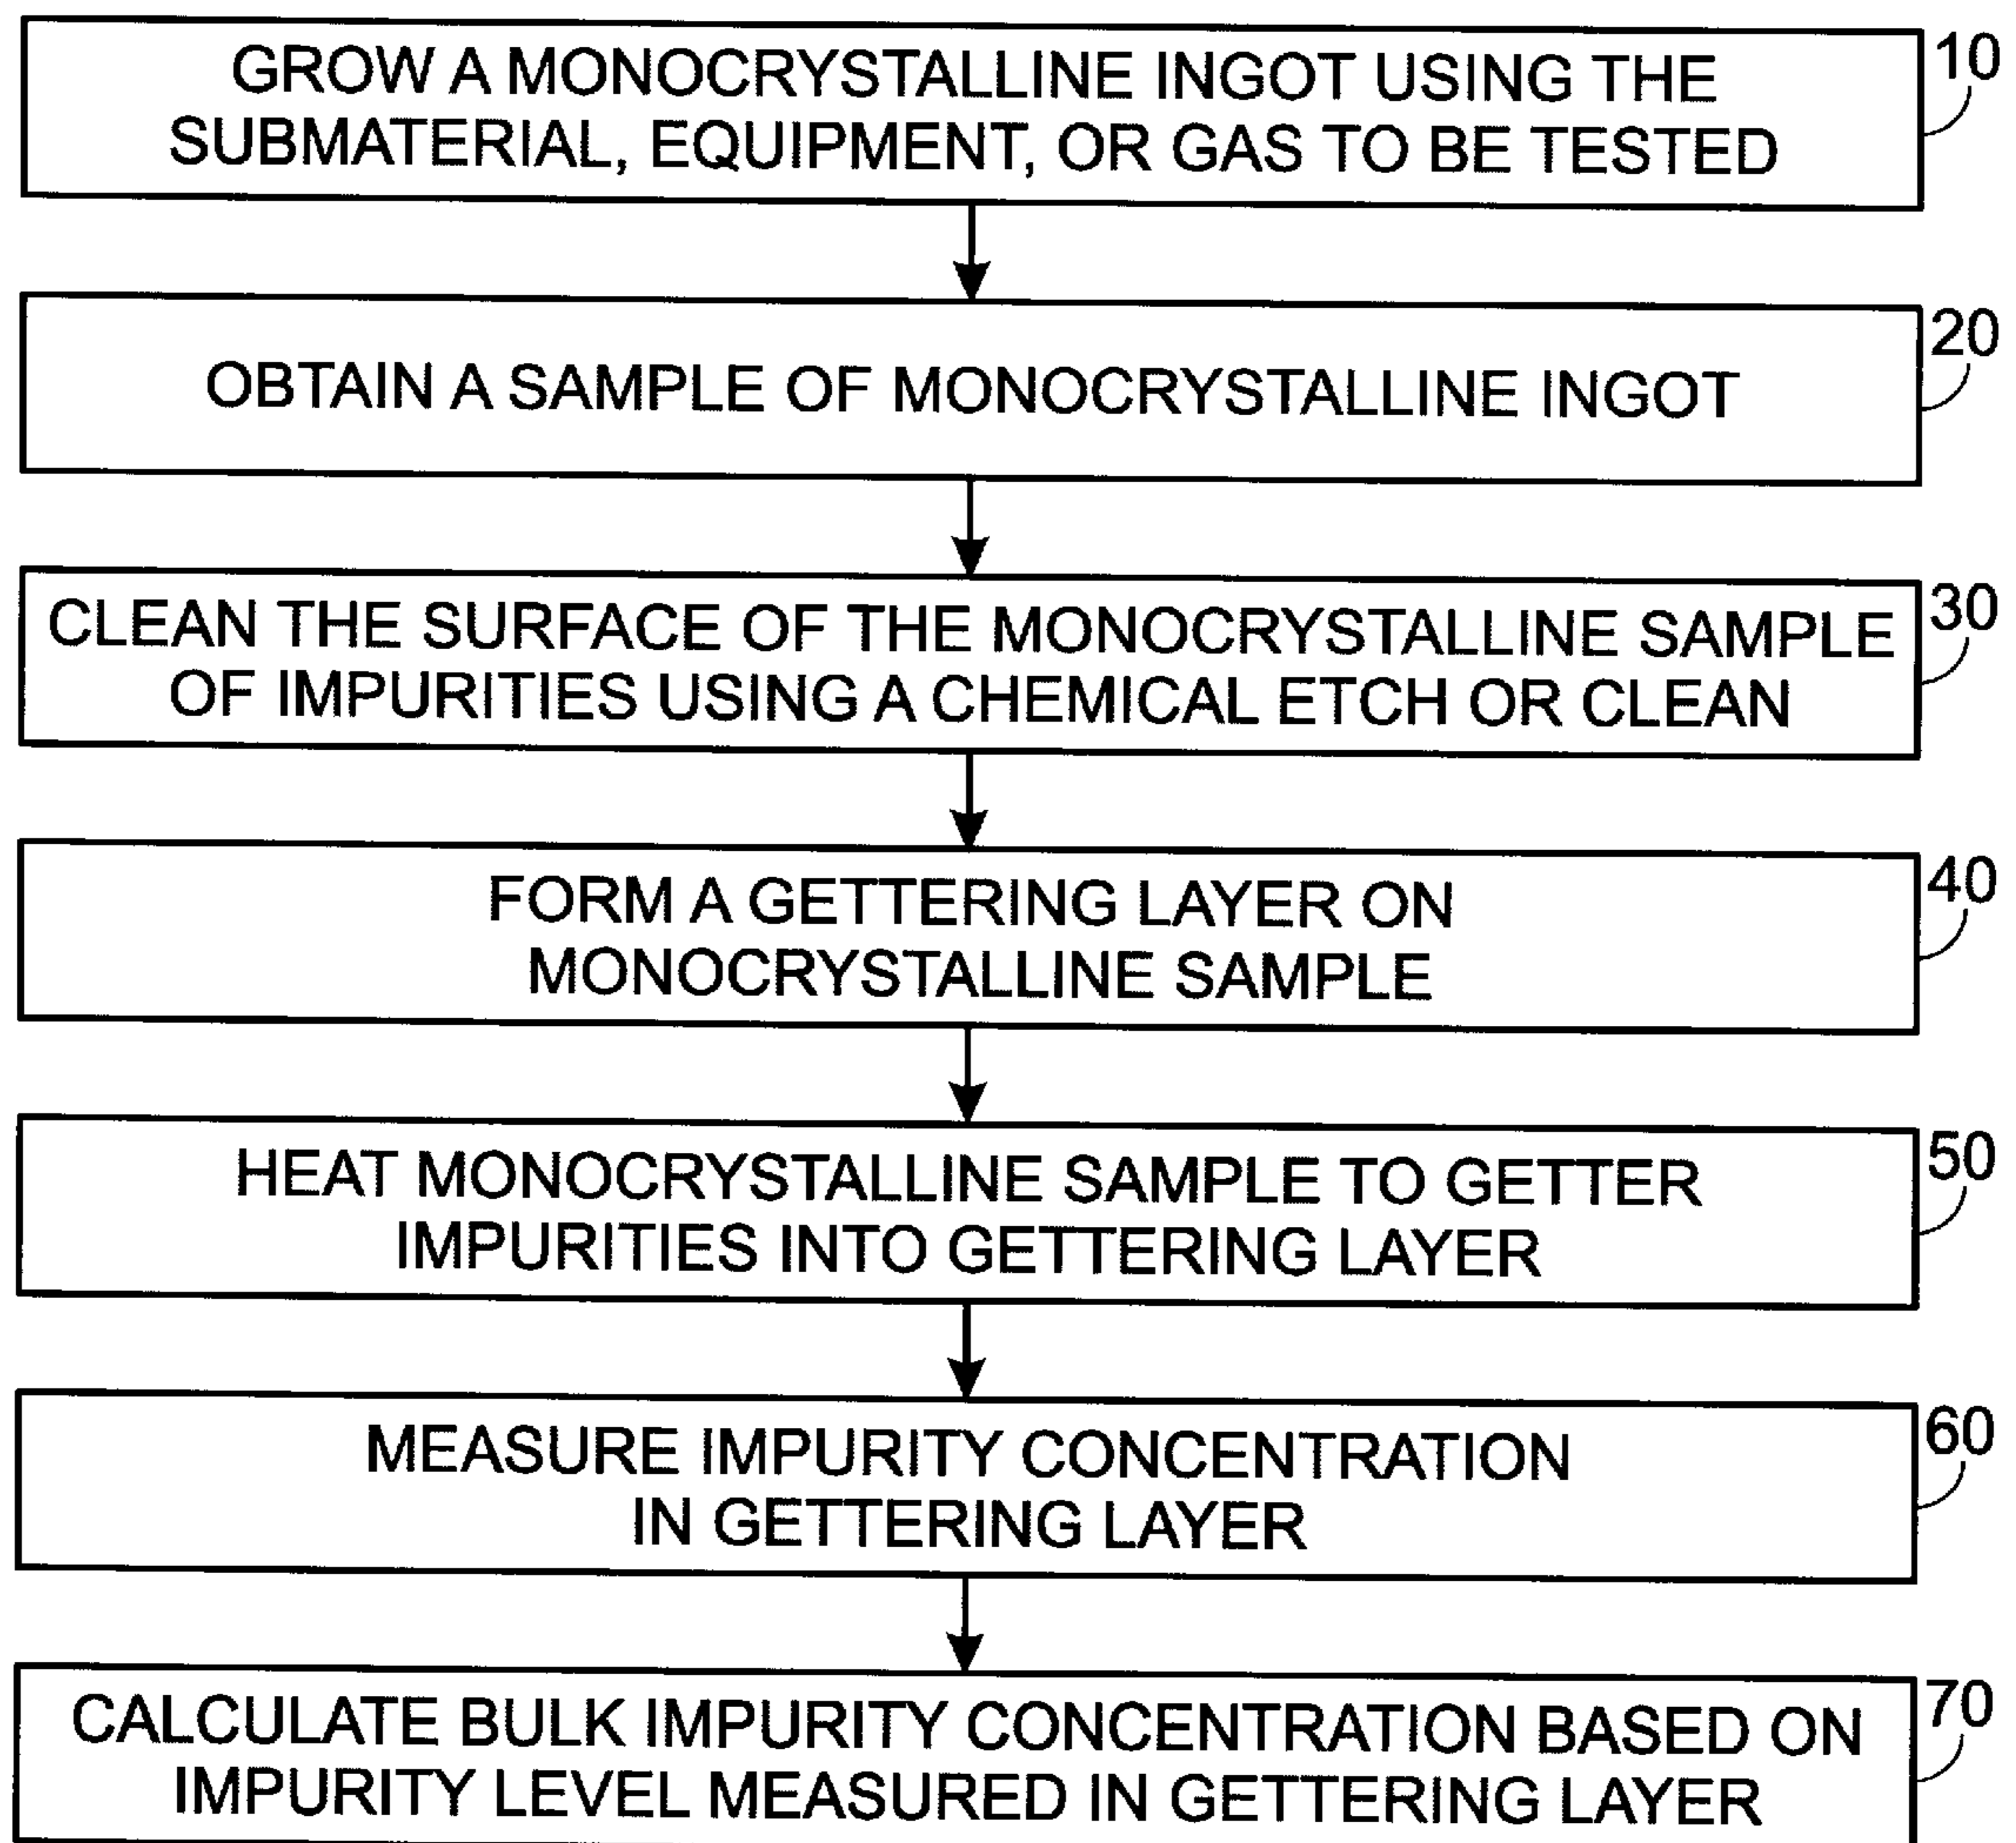 GROW A MONOCRYSTALLINE INGOT USING THE
SUBMATERIAL, EQUIPMENT, OR GAS TO BE TESTED
10
OBTAIN A SAMPLE OF MONOCRYSTALLINE INGOT
20
CLEAN THE SURFACE OF THE MONOCRYSTALLINE SAMPLE
OF IMPURITIES USING A CHEMICAL ETCH OR CLEAN
30
FORM A GETTERING LAYER ON
MONOCRYSTALLINE SAMPLE
40
HEAT MONOCRYSTALLINE SAMPLE TO GETTER
IMPURITIES INTO GETTERING LAYER
50
MEASURE IMPURITY CONCENTRATION
IN GETTERING LAYER
60
CALCULATE BULK IMPURITY CONCENTRATION BASED ON
IMPURITY LEVEL MEASURED IN GETTERING LAYER
70